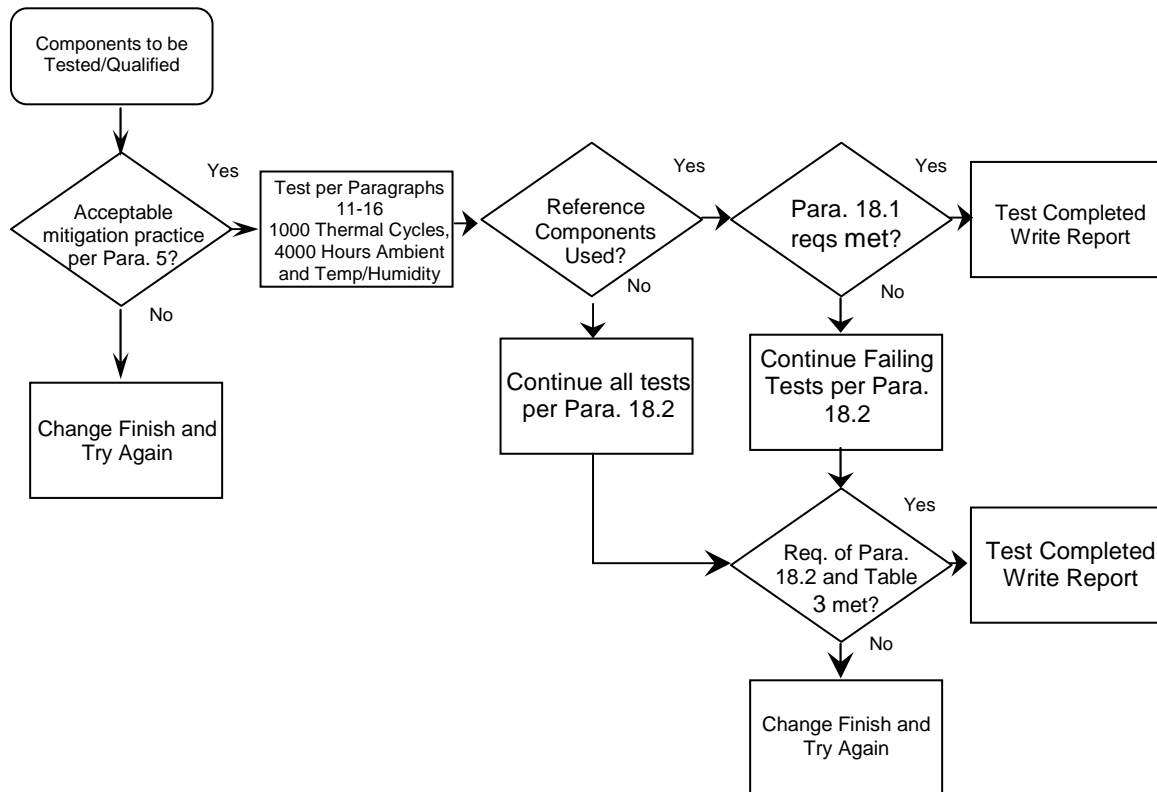 Components to be
Tested/Qualified
Yes
Acceptable
mitigation practice
per Para. 5?
No
Change Finish and
Try Again
Test per Paragraphs
11-16
1000 Thermal Cycles,
4000 Hours Ambient
and Temp/Humidity
Reference
Components
Used?
Yes
No
Continue all tests
per Para. 18.2
Para. 18.1
reqs met?
Yes
No
Test Completed
Write Report
Continue Failing
Tests per Para.
18.2
Req. of Para.
18.2 and Table
3 met?
Yes
No
Test Completed
Write Report
Change Finish and
Try Again